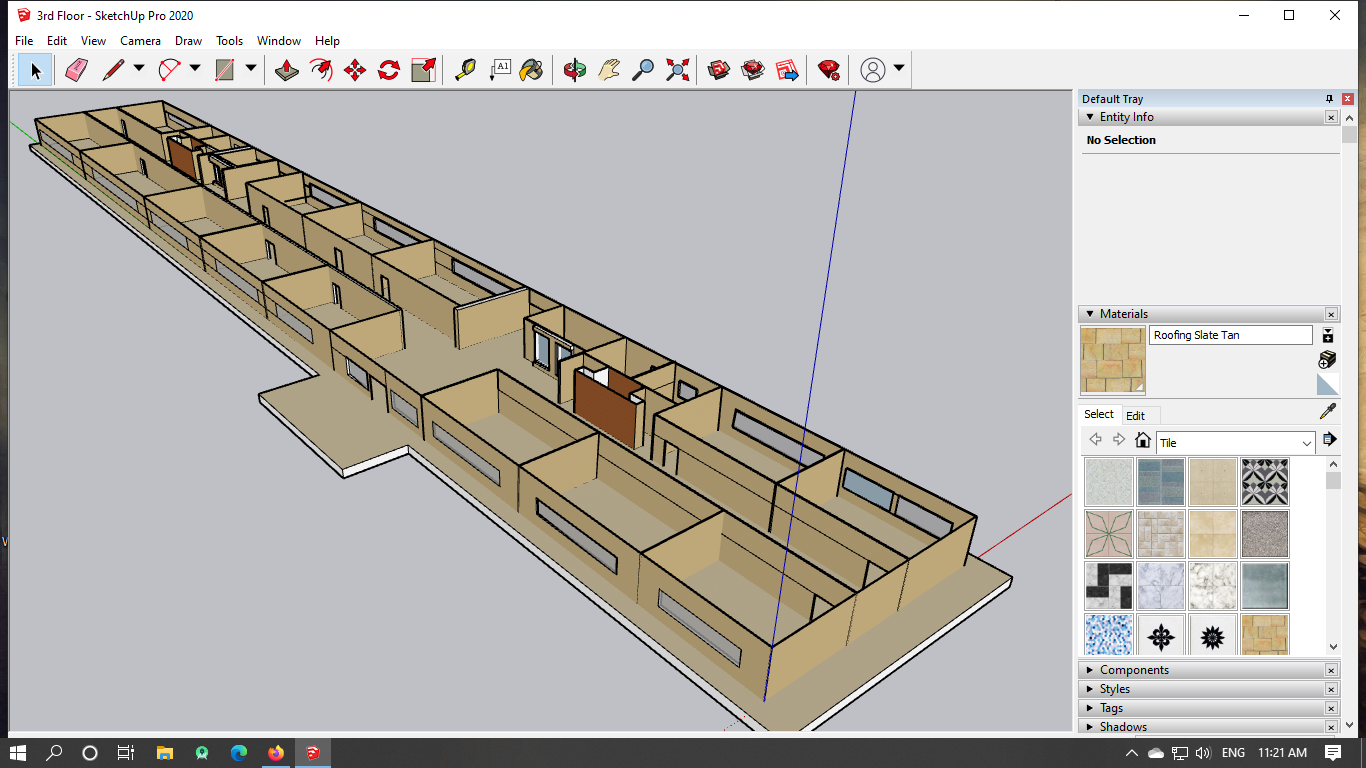 3rd Floor - SketchUp Pro 2020
File Edit View Camera Draw Tools Window Help
A1
Default Tray
Entity Info
No Selection
Materials
Roofing Slate Tan
Select Edit
Tile
Components
Styles
Tags
Shadows
ENG 11:21 AM